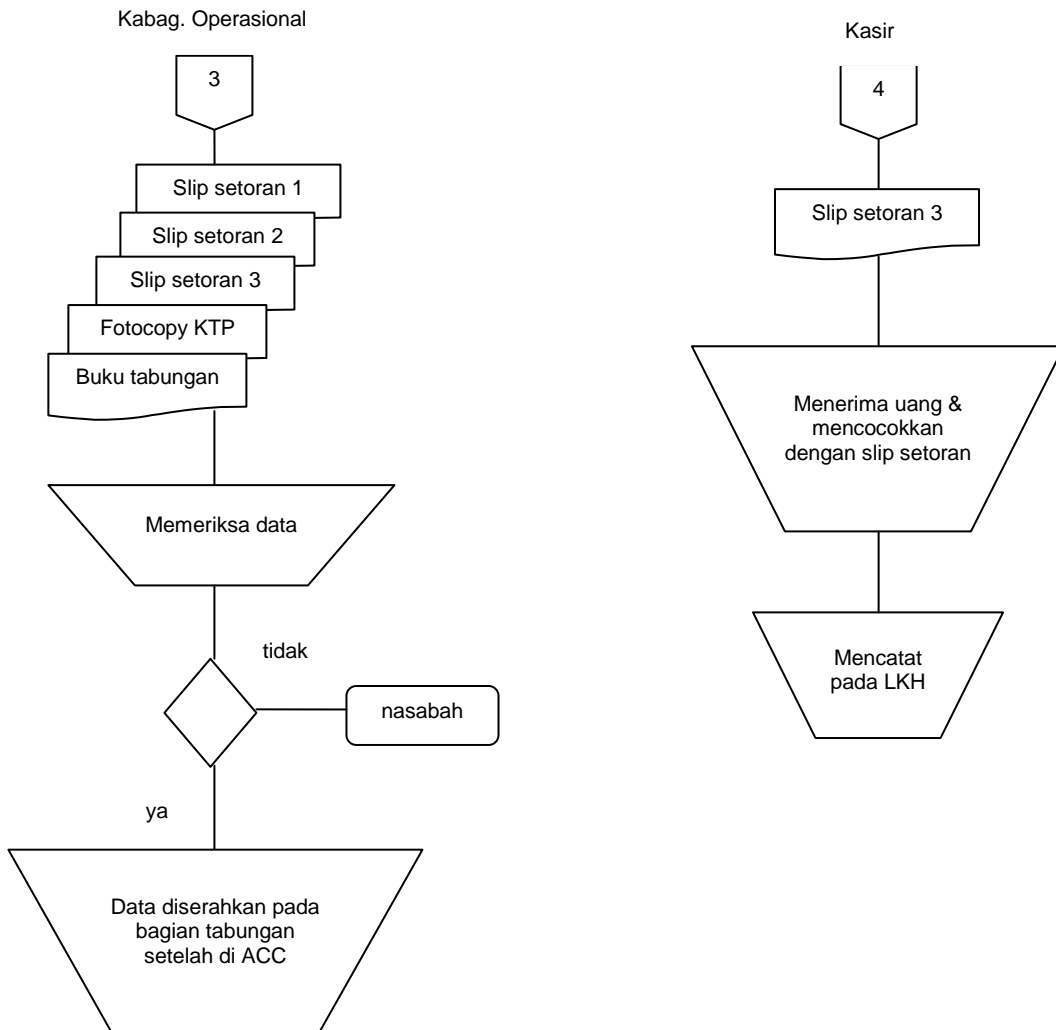 Kabag. Operasional
3
Slip setoran 1
Slip setoran 2
Slip setoran 3
Fotocopy KTP
Buku tabungan
Memeriksa data
tidak
nasabah
ya
Data diserahkan pada
bagian tabungan
setelah di ACC
Kasir
4
Slip setoran 3
Menerima uang &
mencocokkan
dengan slip setoran
Mencatat
pada LKH